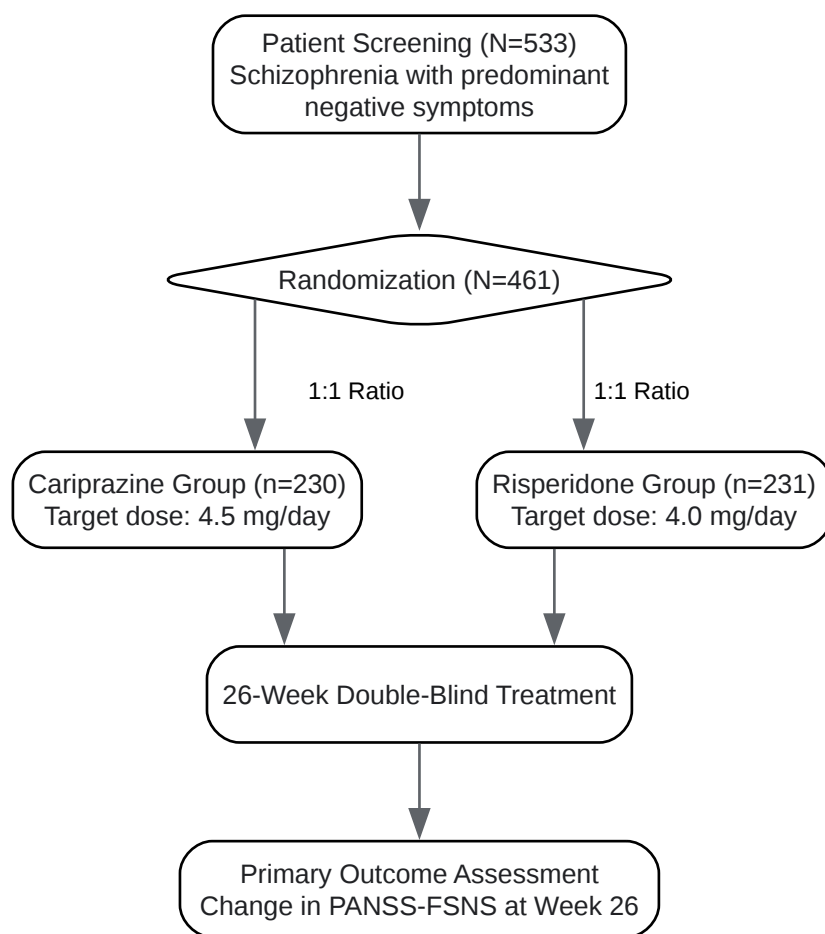 Patient Screening (N=533)
Schizophrenia with predominant
negative symptoms
Randomization (N=461)
1:1 Ratio
1:1 Ratio
Cariprazine Group (n=230)
Target dose: 4.5 mg/day
Risperidone Group (n=231)
Target dose: 4.0 mg/day
26-Week Double-Blind Treatment
Primary Outcome Assessment
Change in PANSS-FSNS at Week 26